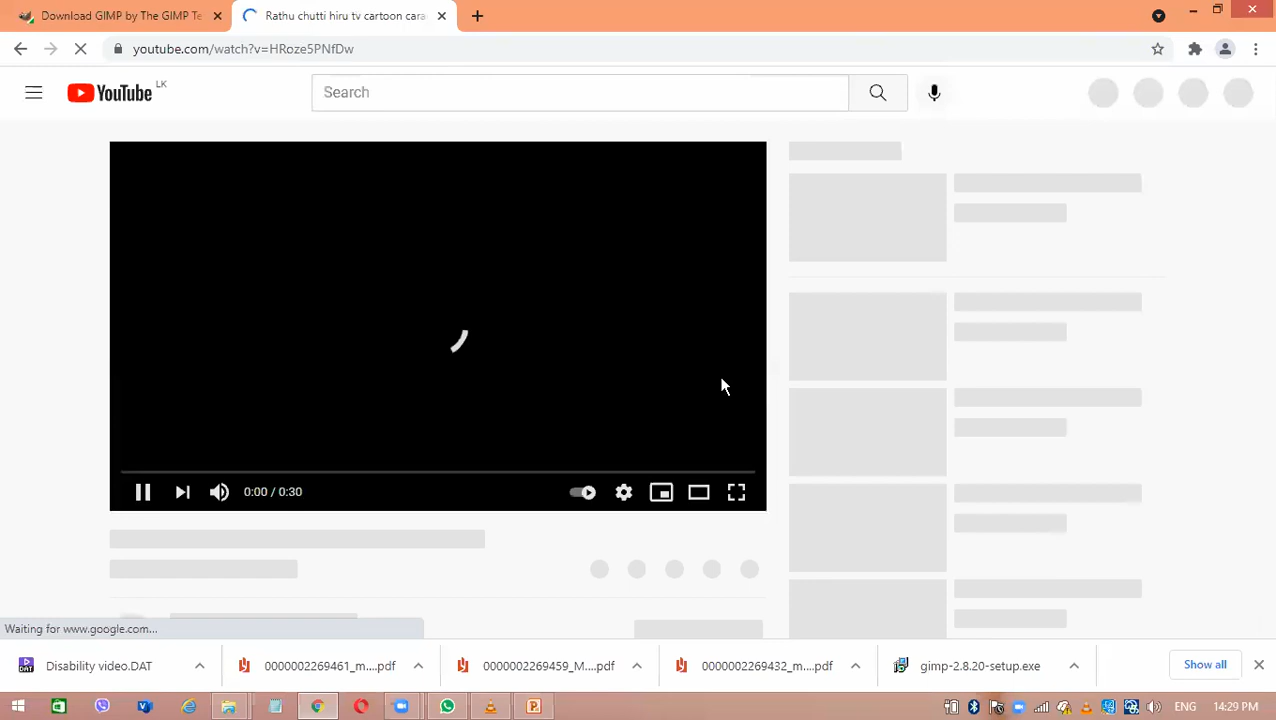 Download GIMP by The GIMP Te
Rathu chutti hiru tv cartoon cara
youtube.com/watch?v=HRoze5PNfDw
YouTube LK
Search
0:00 / 0:30
Waiting for www.google.com...
Disability video.DAT
0000002269461_m....pdf
0000002269459_M....pdf
0000002269432_m....pdf
gimp-2.8.20-setup.exe
Show all
ENG
14:29 PM